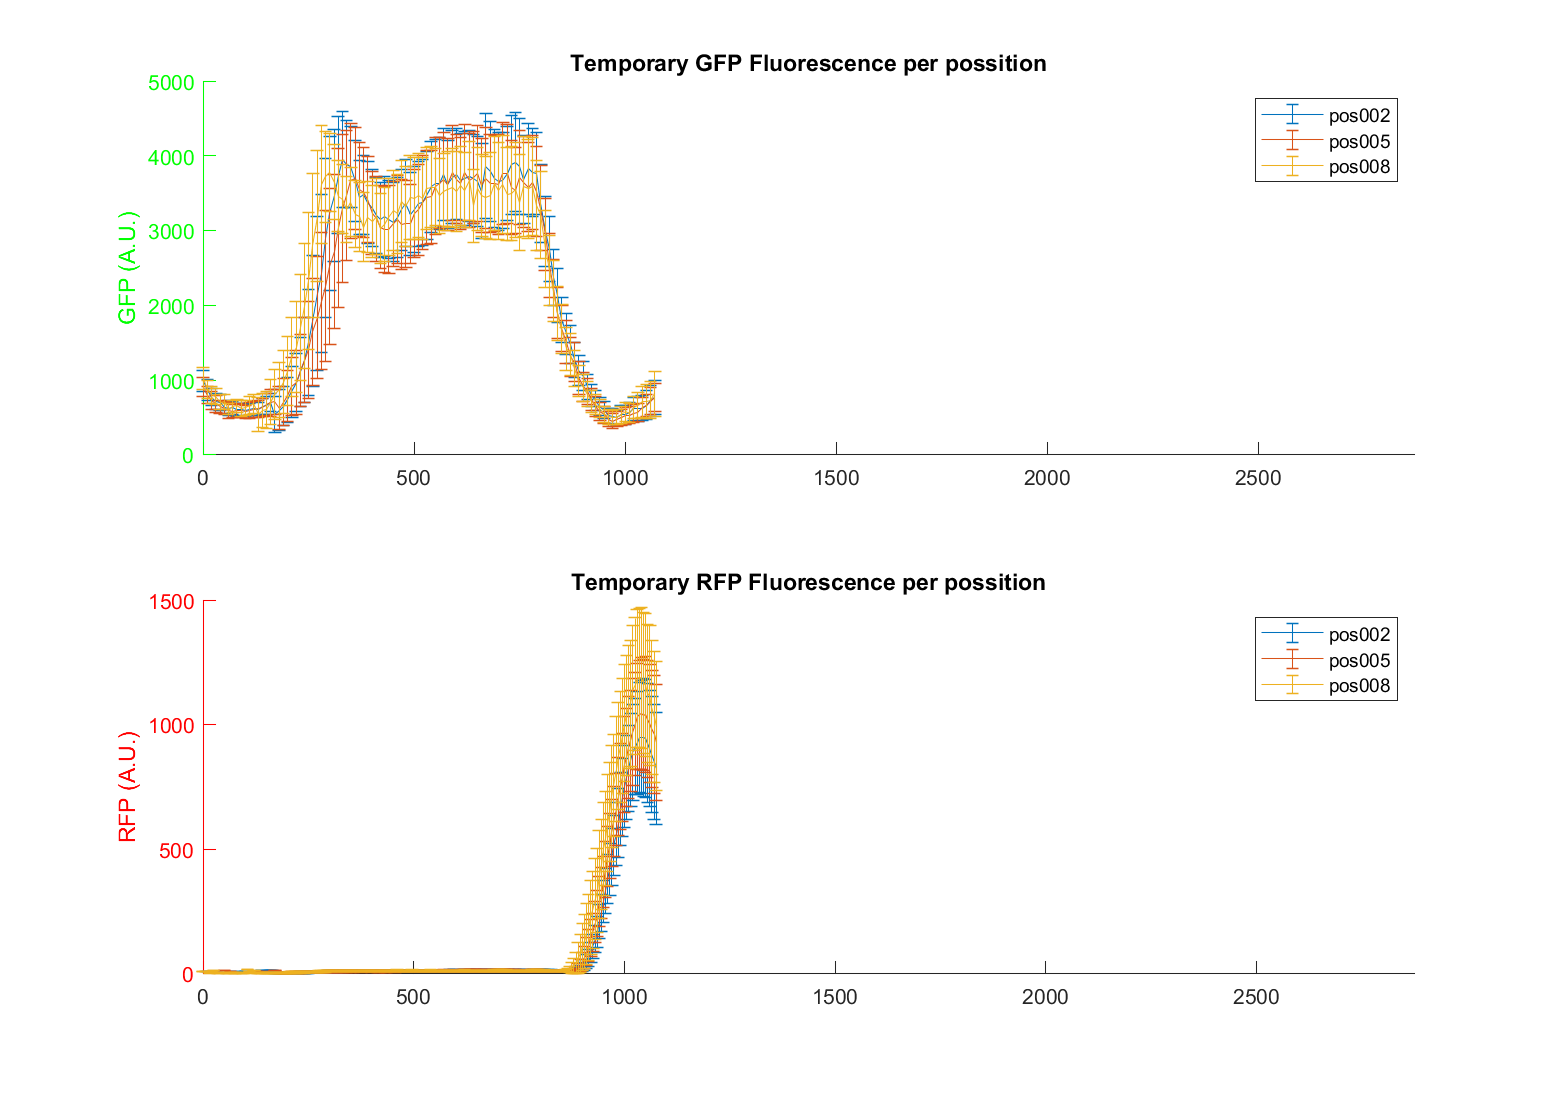 Temporary GFP Fluorescence per possition
GFP (A.U.)
5000
4000
3000
2000
1000
0
0 500 1000 1500 2000 2500
pos002
pos005
pos008
Temporary RFP Fluorescence per possition
RFP (A.U.)
1500
1000
500
0
0 500 1000 1500 2000 2500
pos002
pos005
pos008